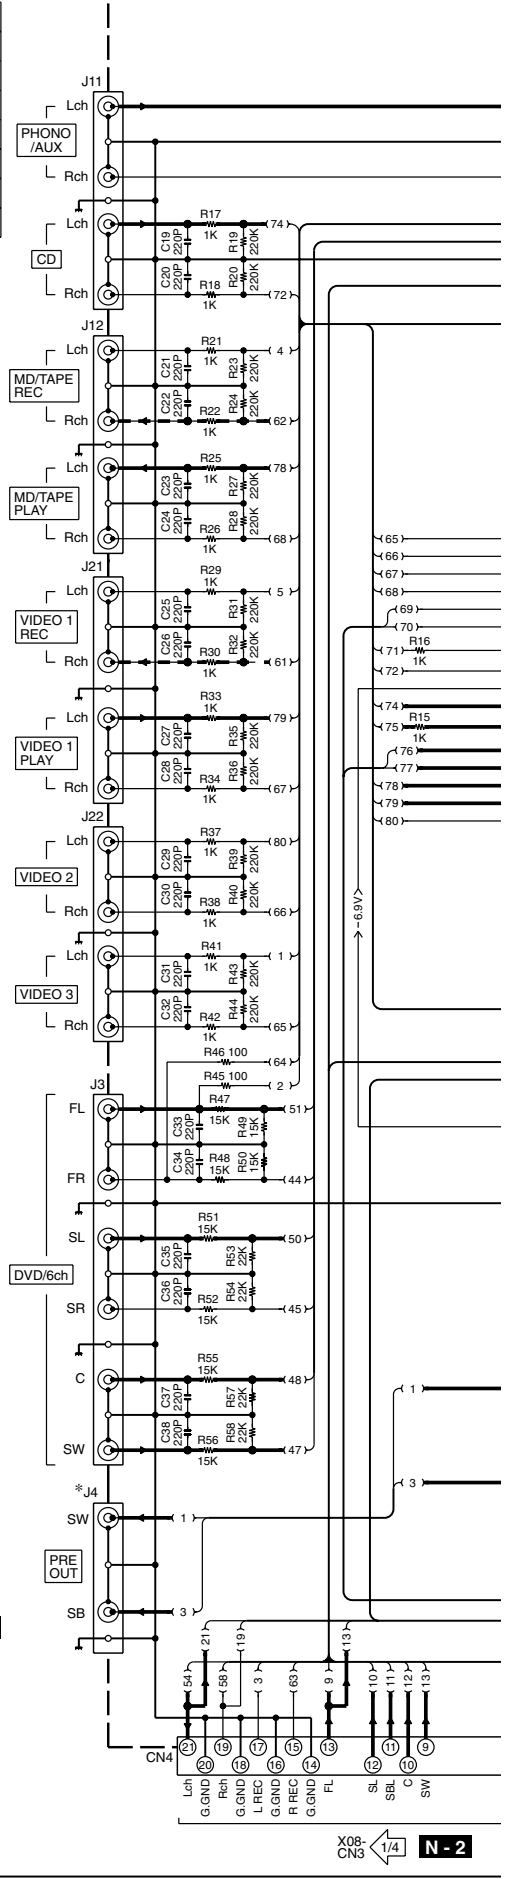 J11
Lch
PHONO
/AUX
Rch
Lch
R17
1K
74
C19
220P
R19
220K
CD
C20
220P
R20
220K
Rch
R18
1K
72
J12
Lch
R21
1K
4
C21
220P
R23
220K
MD/TAPE
REC
C22
220P
R24
220K
Rch
R22
1K
62
Lch
R25
1K
78
C23
220P
R27
220K
MD/TAPE
PLAY
C24
220P
R28
220K
Rch
R26
1K
68
65
66
67
68
69
70
71
R16
1K
72
74
75
R15
1K
76
77
78
79
80
J21
Lch
R29
1K
5
C25
220P
R31
220K
VIDEO 1
REC
C26
220P
R32
220K
Rch
R30
1K
61
Lch
R33
1K
79
C27
220P
R35
220K
VIDEO 1
PLAY
C28
220P
R36
220K
Rch
R34
1K
67
J22
Lch
R37
1K
80
C29
220P
R39
220K
VIDEO 2
C30
220P
R40
220K
Rch
R38
1K
66
-6.9V
Lch
R41
1K
1
C31
220P
R43
220K
VIDEO 3
C32
220P
R44
220K
Rch
R42
1K
65
R46 100
64
R45 100
2
J3
FL
R47
15K
51
C33
220P
R49
15K
C34
220P
R48
15K
R50
15K
FR
44
SL
R51
15K
50
C35
220P
R53
22K
DVD/6ch
C36
220P
R54
22K
SR
R52
15K
45
C
R55
15K
48
C37
220P
R57
22K
C38
220P
R58
22K
SW
R56
15K
47
1
3
*J4
SW
1
PRE
OUT
SB
3
21
19
13
54
58
3
63
9
10
11
12
13
CN4
21
19
17
15
13
11
9
20
18
16
14
12
10
Lch
G.GND
Rch
G.GND
L REC
G.GND
R REC
G.GND
FL
SL
SBL
C
SW
X08-
CN3
1/4
N - 2